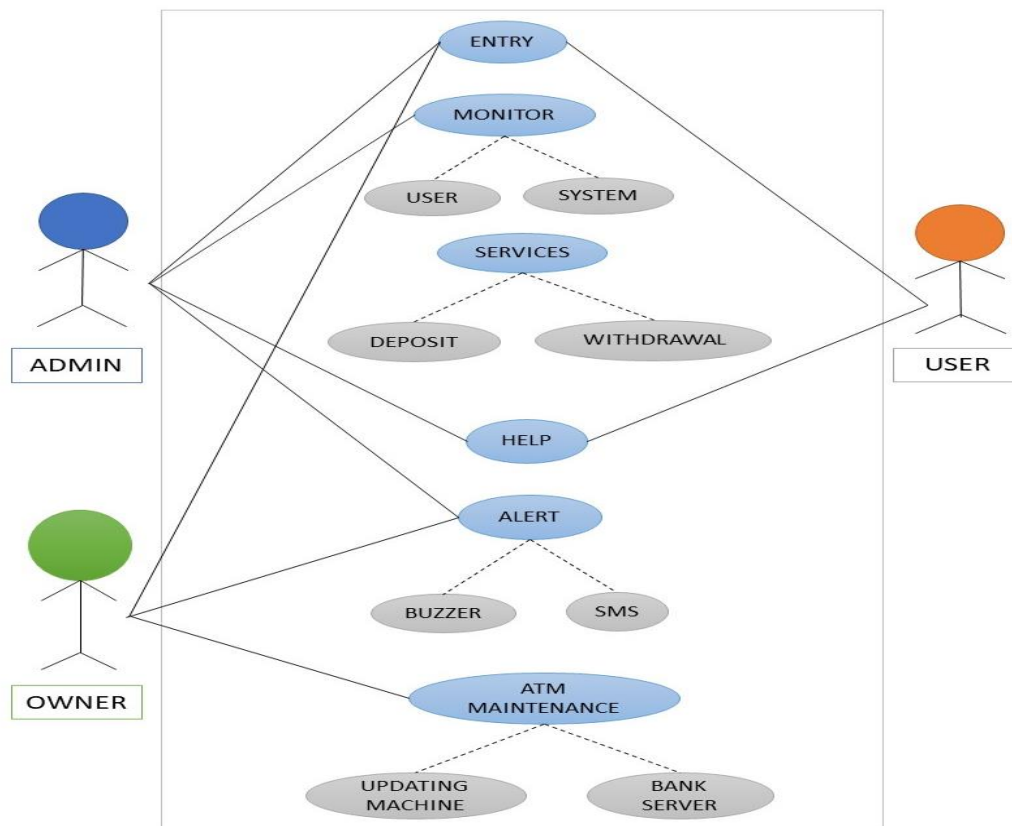 ENTRY
MONITOR
USER
SYSTEM
SERVICES
DEPOSIT
WITHDRAWAL
ADMIN
USER
HELP
ALERT
BUZZER
SMS
OWNER
ATM
MAINTENANCE
UPDATING
MACHINE
BANK
SERVER